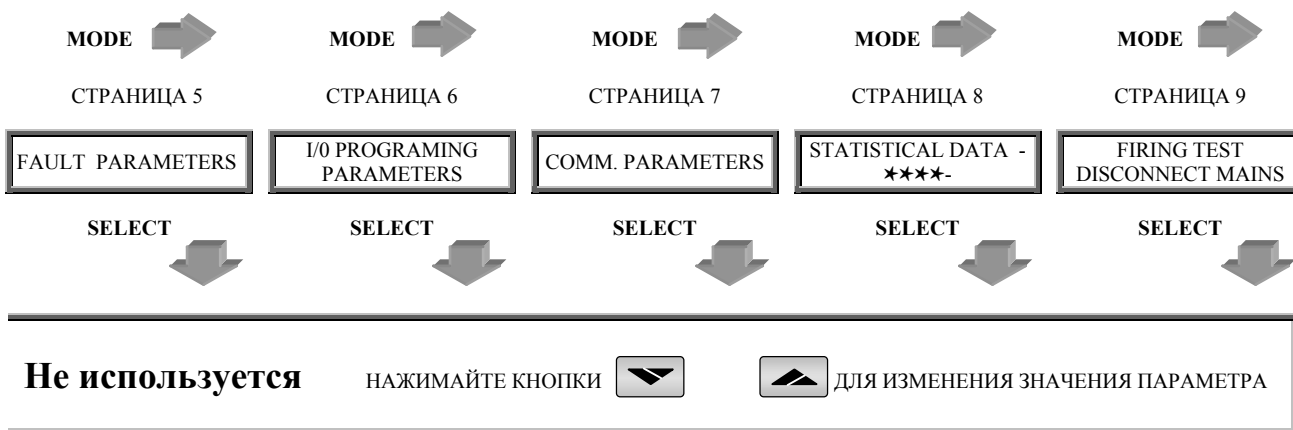 MODE MODE MODE MODE MODE
СТРАНИЦА 5 СТРАНИЦА 6 СТРАНИЦА 7 СТРАНИЦА 8 СТРАНИЦА 9
FAULT PARAMETERS
I/0 PROGRAMING
PARAMETERS
COMM. PARAMETERS
STATISTICAL DATA -
★★★★-
FIRING TEST
DISCONNECT MAINS
SELECT SELECT SELECT SELECT SELECT
Не используется НАЖИМАЙТЕ КНОПКИ ДЛЯ ИЗМЕНЕНИЯ ЗНАЧЕНИЯ ПАРАМЕТРА